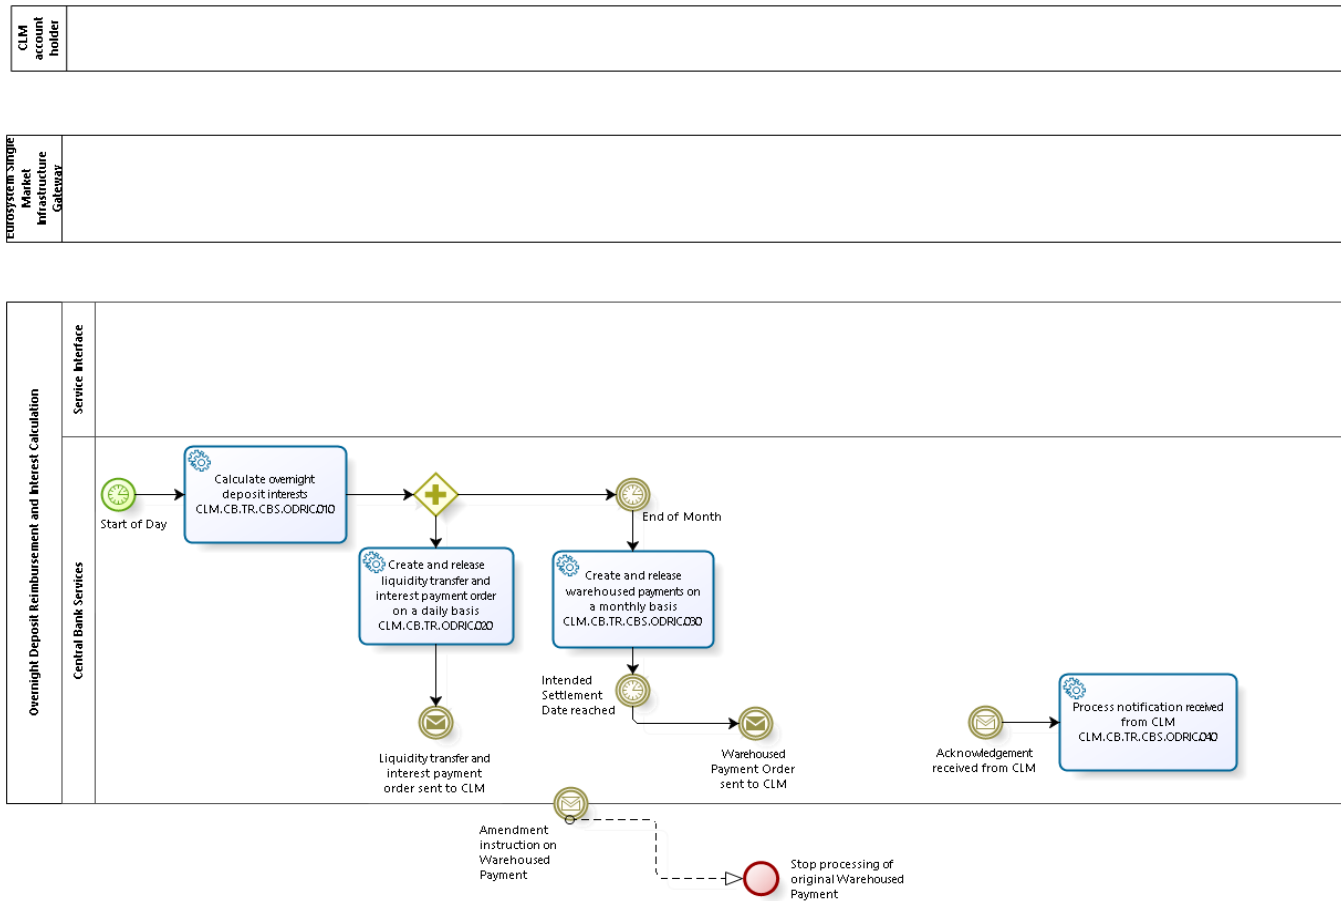 CLM
account
holder
Eurosystem Single
Market
Infrastructure
Gateway
Overnight Deposit Reimbursement and Interest Calculation
Service Interface
Central Bank Services
Start of Day
Calculate overnight
deposit interests
CLM.CB.TR.CBS.ODRIC.010
End of Month
Create and release
liquidity transfer and
interest payment order
on a daily basis
CLM.CB.TR.ODRIC.020
Create and release
warehoused payments on
a monthly basis
CLM.CB.TR.CBS.ODRIC.030
Intended
Settlement
Date reached
Liquidity transfer and
interest payment
order sent to CLM
Warehoused
Payment Order
sent to CLM
Acknowledgement
received from CLM
Process notification received
from CLM
CLM.CB.TR.CBS.ODRIC.040
Amendment
instruction on
Warehoused
Payment
Stop processing of
original Warehoused
Payment